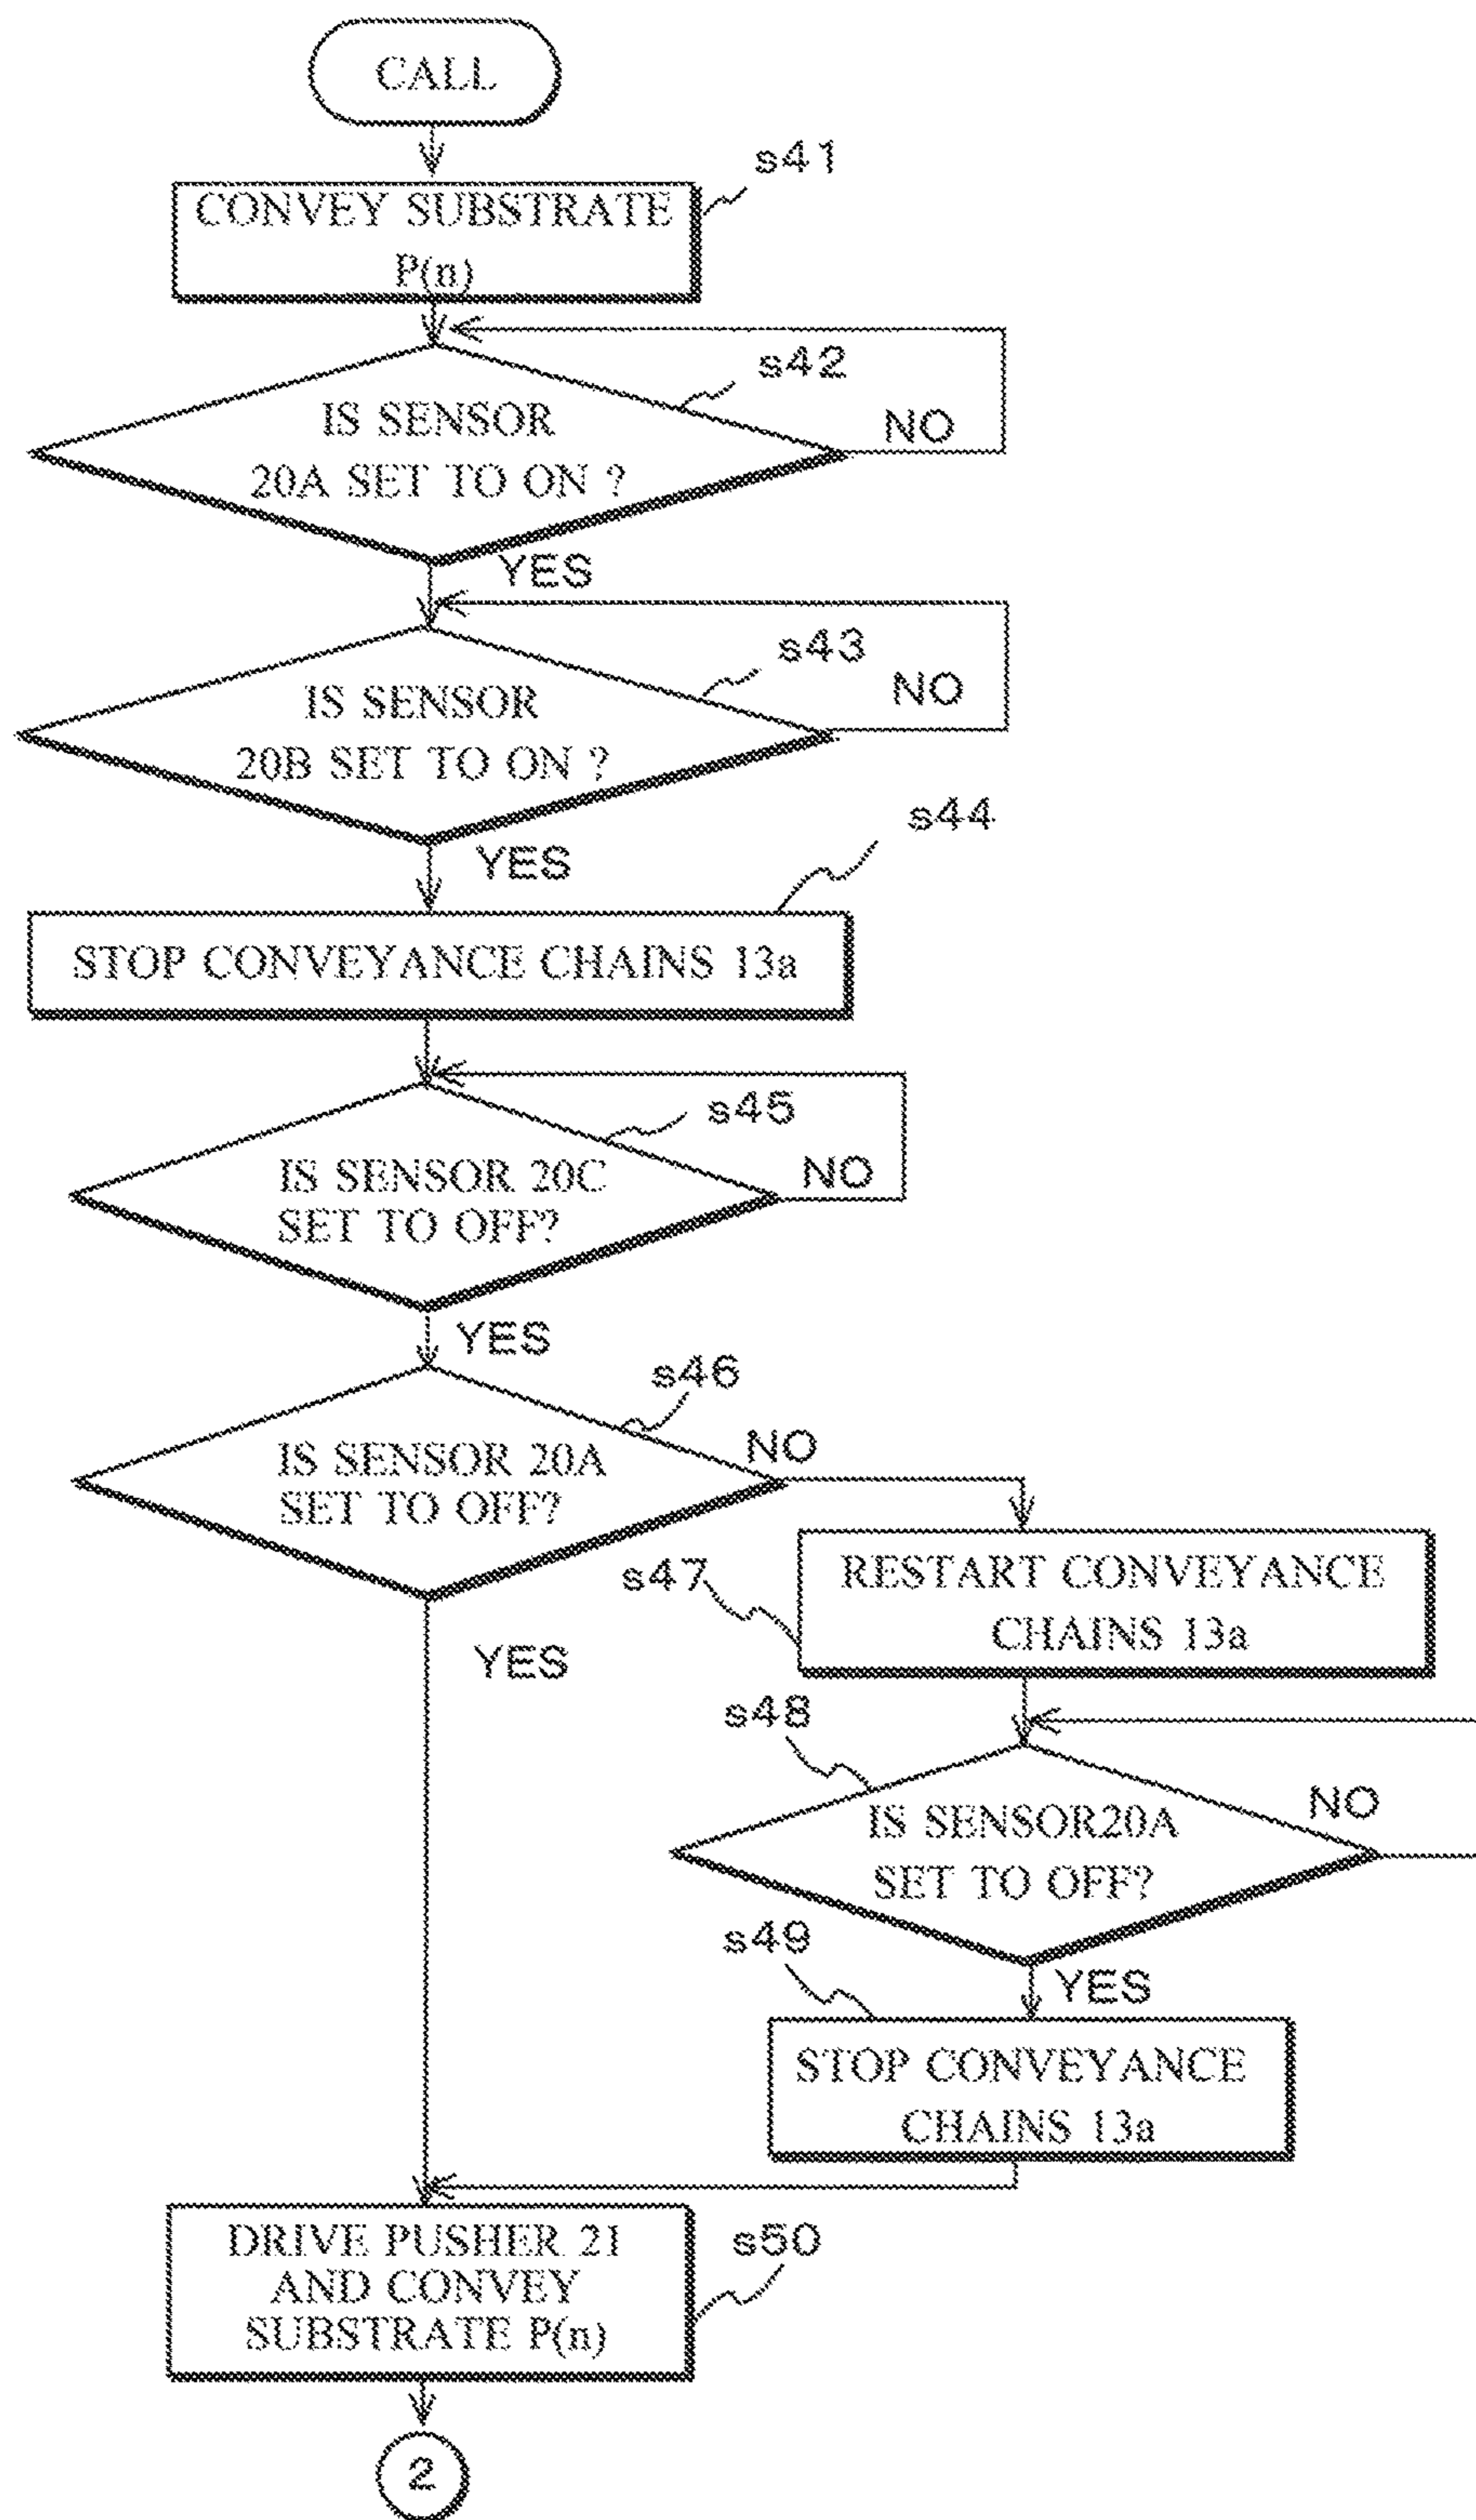 CALL
s41
CONVEY SUBSTRATE
P(n)
s42
IS SENSOR
20A SET TO ON ?
NO
YES
s43
IS SENSOR
20B SET TO ON ?
NO
YES
s44
STOP CONVEYANCE CHAINS 13a
s45
IS SENSOR 20C
SET TO OFF?
NO
YES
s46
IS SENSOR 20A
SET TO OFF?
NO
YES
s47
RESTART CONVEYANCE
CHAINS 13a
s48
IS SENSOR20A
SET TO OFF?
NO
YES
s49
STOP CONVEYANCE
CHAINS 13a
DRIVE PUSHER 21
AND CONVEY
SUBSTRATE P(n)
s50
2